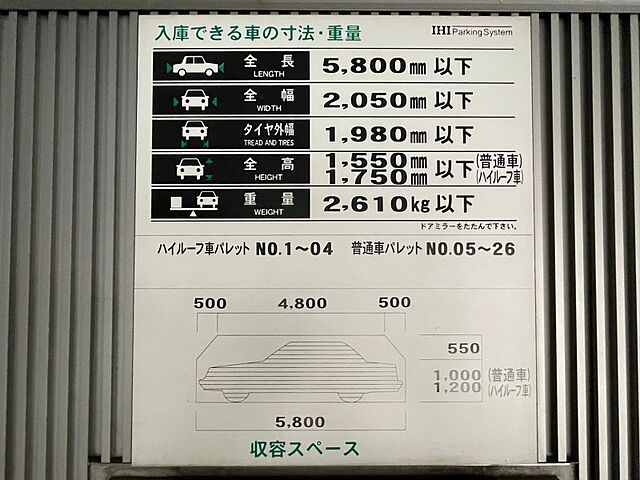 入庫できる車の寸法・重量 IHI Parking System
全長 LENGTH 5,800mm 以下
全幅 WIDTH 2,050mm 以下
タイヤ外幅 TREAD AND TIRES 1,980mm 以下
全高 HEIGHT 1,550mm 1,750mm 以下 (普通車) (ハイルーフ車)
重量 WEIGHT 2,610kg 以下
ドアミラーをたたんで下さい。
ハイルーフ車パレット NO.1〜04 普通車パレット NO.05〜26
500 4,800 500
550
1,000 (普通車)
1,200 (ハイルーフ車)
5,800
収容スペース